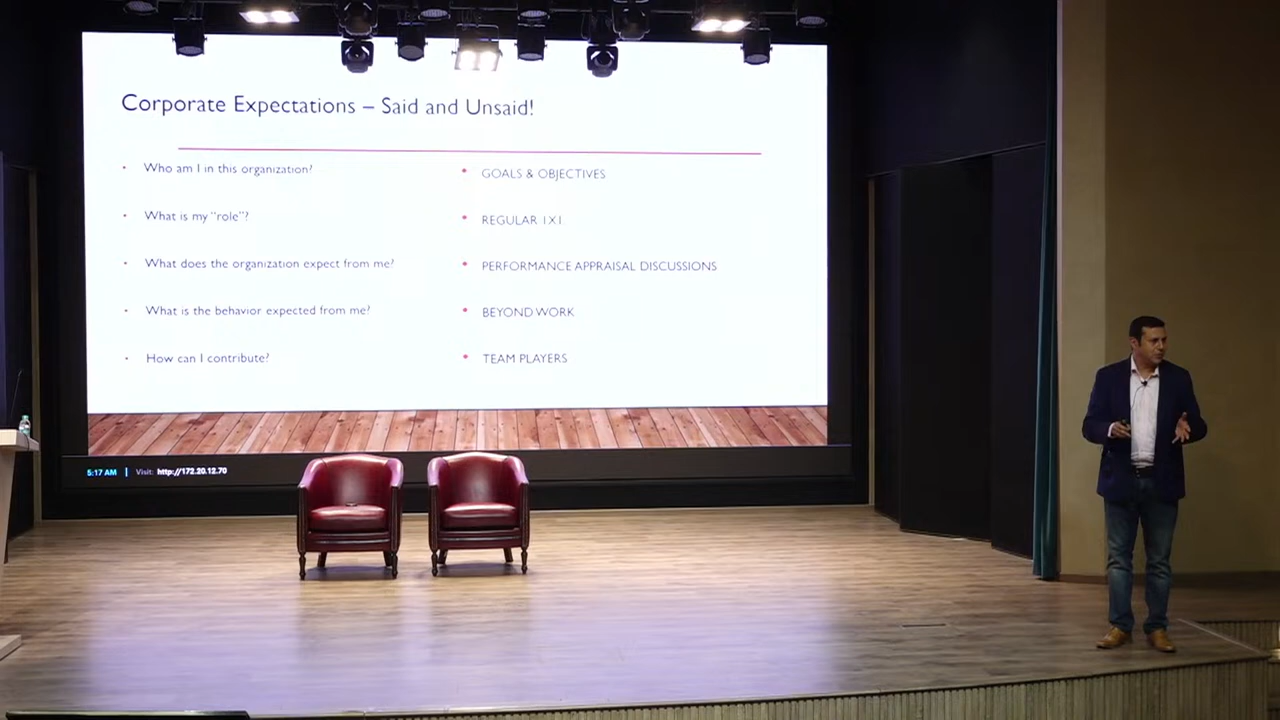 Corporate Expectations – Said and Unsaid!
• Who am I in this organization?
• What is my “role”?
• What does the organization expect from me?
• What is the behavior expected from me?
• How can I contribute?
• GOALS & OBJECTIVES
• REGULAR 1X1
• PERFORMANCE APPRAISAL DISCUSSIONS
• BEYOND WORK
• TEAM PLAYERS
5:17 AM | Visit: http://172.20.12.70